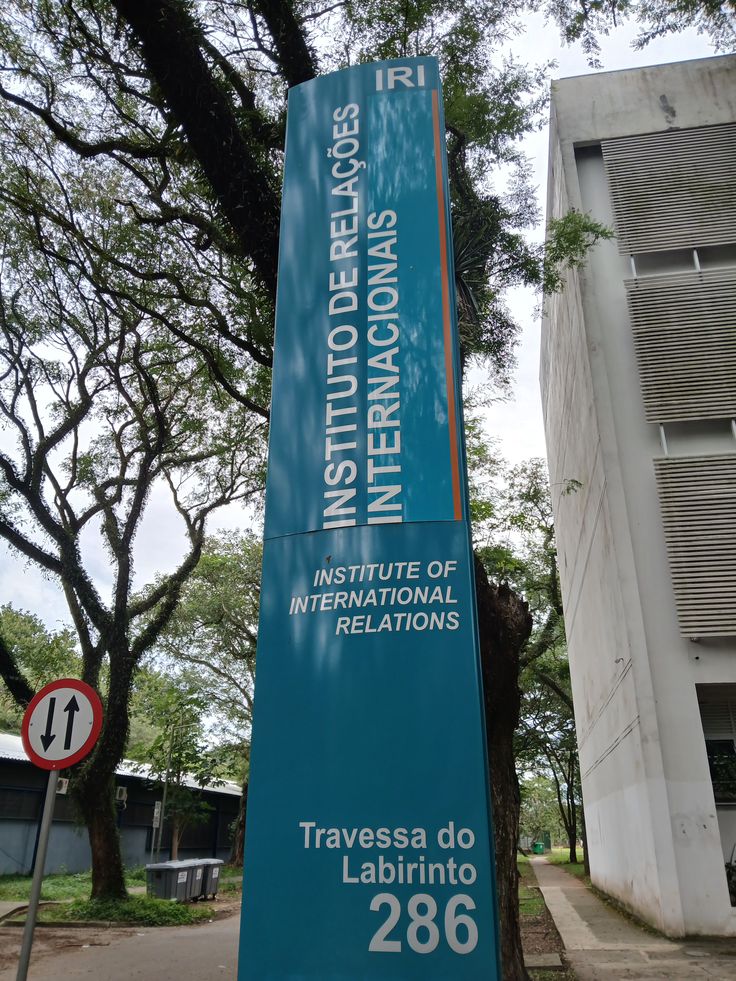 IRI
INSTITUTO DE RELAÇÕES
INTERNACIONAIS
INSTITUTE OF
INTERNATIONAL
RELATIONS
Travessa do
Labirinto
286